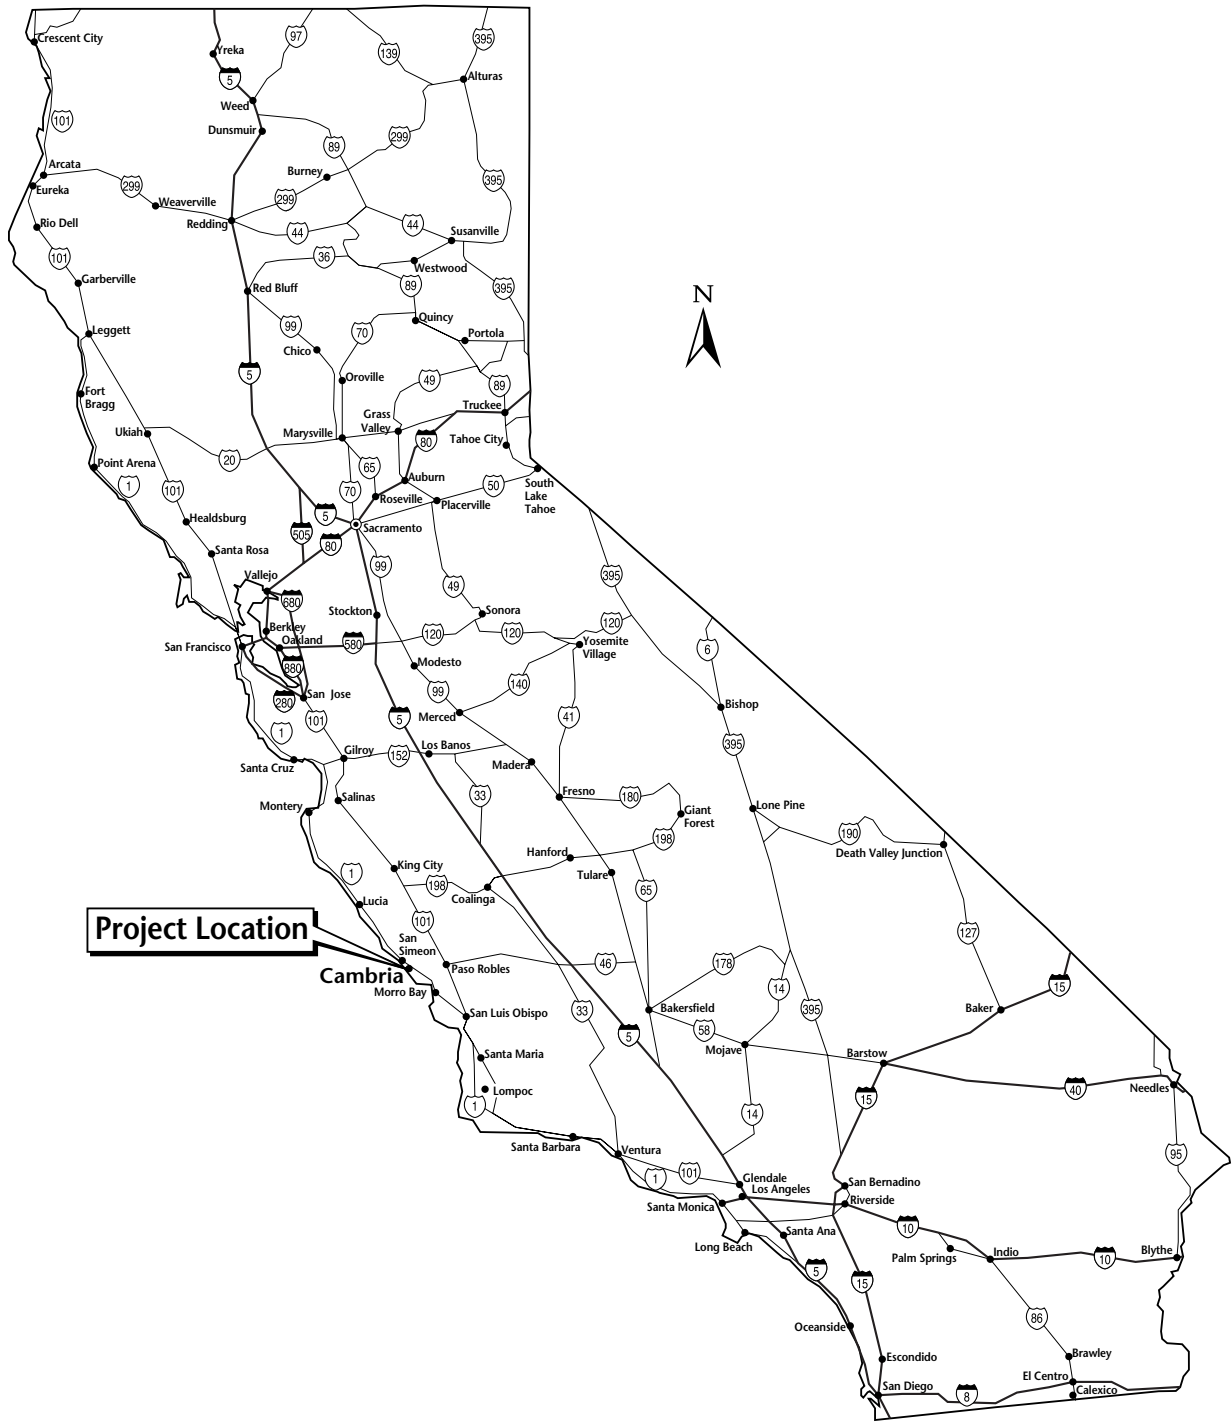 Crescent City
97
395
139
Yreka
5
Alturas
Weed
101
Dunsmuir
89
299
Arcata
Burney
299
Eureka
299
Weaverville
395
Rio Dell
Redding
44
44
Susanville
101
36
Westwood
Garberville
89
Red Bluff
395
N
99
Quincy
Leggett
70
Portola
Chico
5
Oroville
49
89
Fort
Bragg
Truckee
Grass
Valley
Ukiah
Marysville
80
Tahoe City
20
65
Point Arena
Auburn
South
Lake
Tahoe
1
101
70
50
Roseville
Placerville
5
Healdsburg
Sacramento
505
80
Santa Rosa
99
395
Vallejo
49
680
Stockton
Sonora
120
Berkley
120
120
San Francisco
Oakland
580
Yosemite
Village
6
880
Modesto
140
280
San Jose
99
101
Merced
41
Bishop
5
1
395
Gilroy
Los Banos
152
Santa Cruz
Madera
Salinas
33
Fresno
180
Montery
Giant
Forest
Lone Pine
198
190
Hanford
Death Valley Junction
King City
1
198
Tulare
Coalinga
65
Lucia
101
Project Location
127
San
Simeon
46
178
Cambria
Paso Robles
14
15
Morro Bay
33
Bakersfield
395
Baker
San Luis Obispo
58
5
Mojave
Barstow
Santa Maria
Lompoc
15
40
Needles
1
14
Santa Barbara
Ventura
95
101
1
Glendale
San Bernadino
Los Angeles
Santa Monica
Riverside
10
Long Beach
Santa Ana
Palm Springs
Indio
10
Blythe
5
15
86
Oceanside
Escondido
Brawley
El Centro
San Diego
8
Calexico